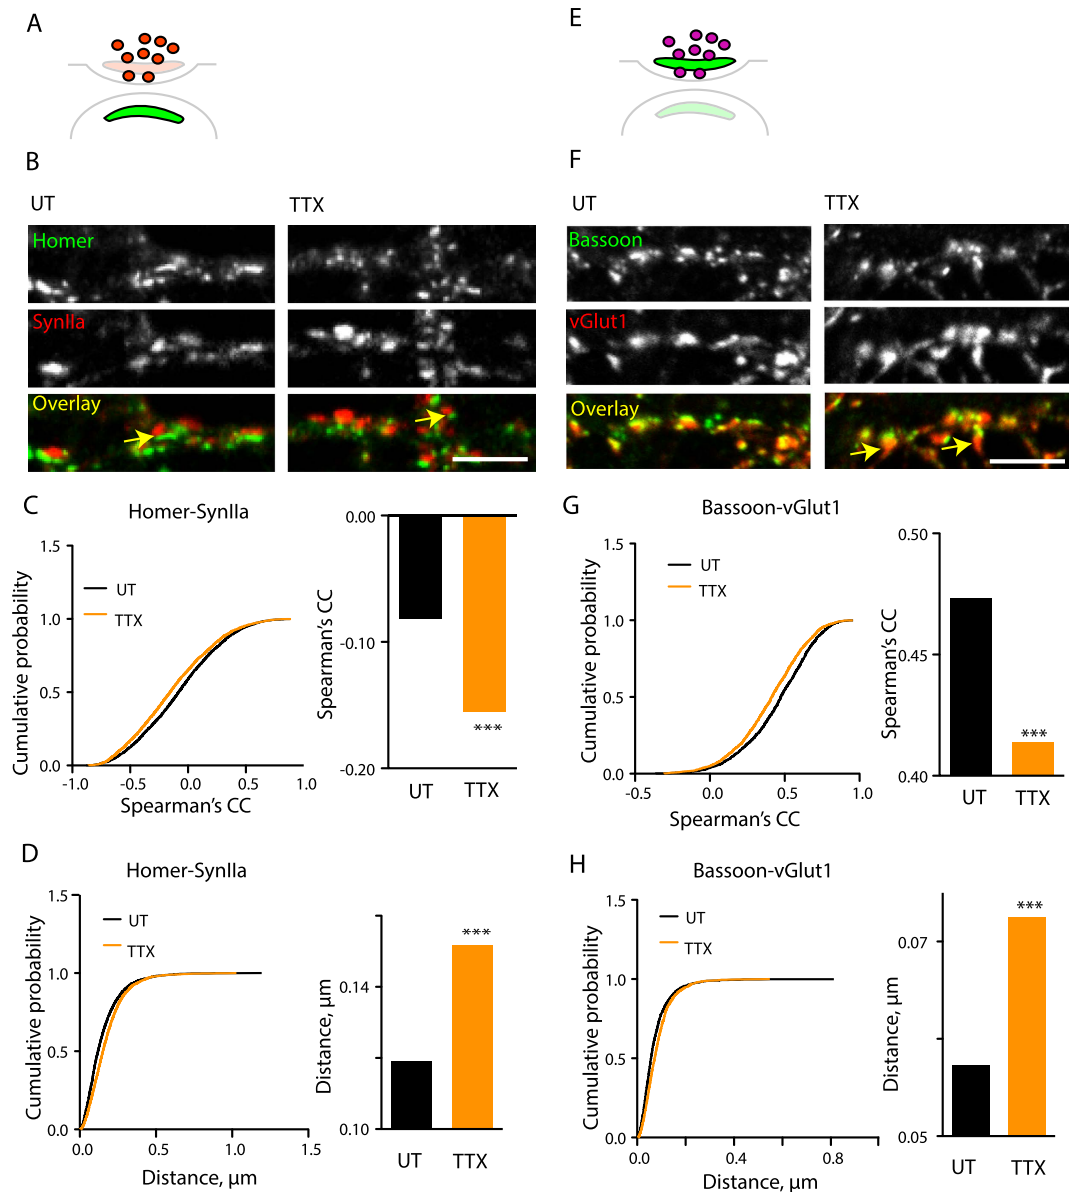 A
B
UT
TTX
Homer
SynIIa
Overlay
C
Homer-SynIIa
Cumulative probability
1.5
1.0
0.5
0.0
UT
TTX
-1.0
-0.5
0.0
0.5
1.0
Spearman's CC
Spearman's CC
0.00
-0.10
-0.20
***
UT
TTX
D
Homer-SynIIa
Cumulative probability
1.5
1.0
0.5
0.0
UT
TTX
0.0
0.5
1.0
1.5
Distance, µm
Distance, µm
0.14
0.10
***
UT
TTX
E
F
UT
TTX
Bassoon
vGlut1
Overlay
G
Bassoon-vGlut1
Cumulative probability
1.5
1.0
0.5
0.0
UT
TTX
-0.5
0.0
0.5
1.0
Spearman's CC
Spearman's CC
0.50
0.45
0.40
***
UT
TTX
H
Bassoon-vGlut1
Cumulative probability
1.5
1.0
0.5
0.0
UT
TTX
0.0
0.4
0.8
Distance, µm
Distance, µm
0.07
0.05
***
UT
TTX